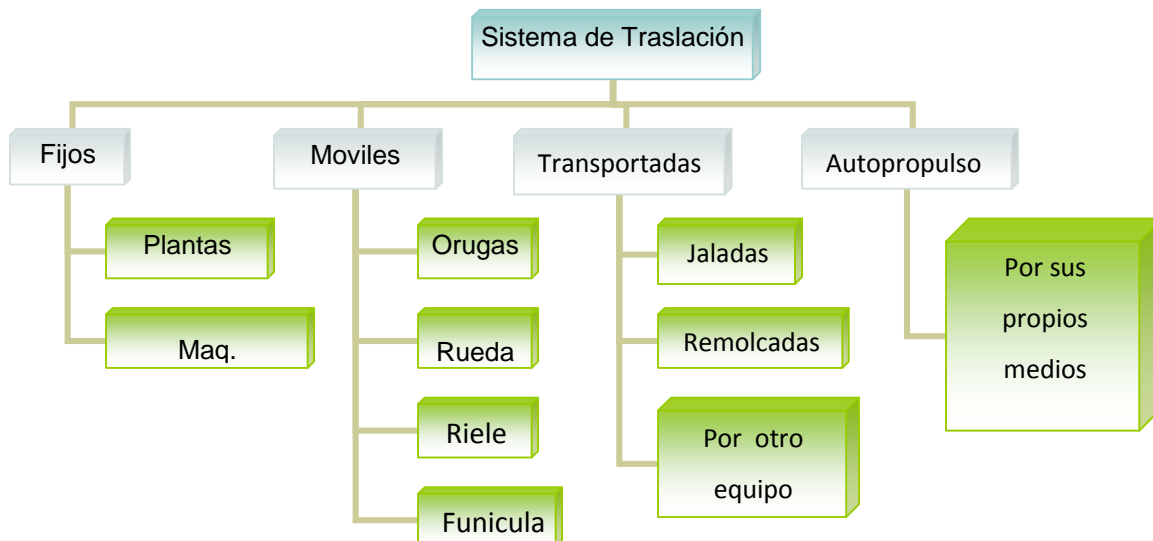 Sistema de Traslación
Fijos
Moviles
Transportadas
Autopropulso
Plantas
Maq.
Orugas
Rueda
Riele
Funicula
Jaladas
Remolcadas
Por otro
equipo
Por sus
propios
medios